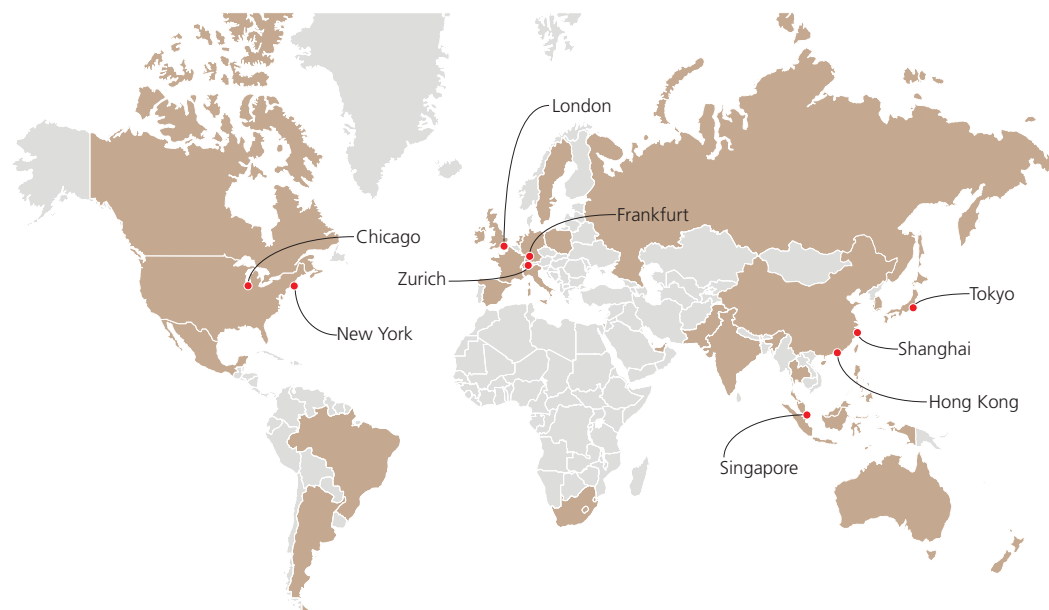 London
Frankfurt
Chicago
Zurich
Tokyo
New York
Shanghai
Hong Kong
Singapore